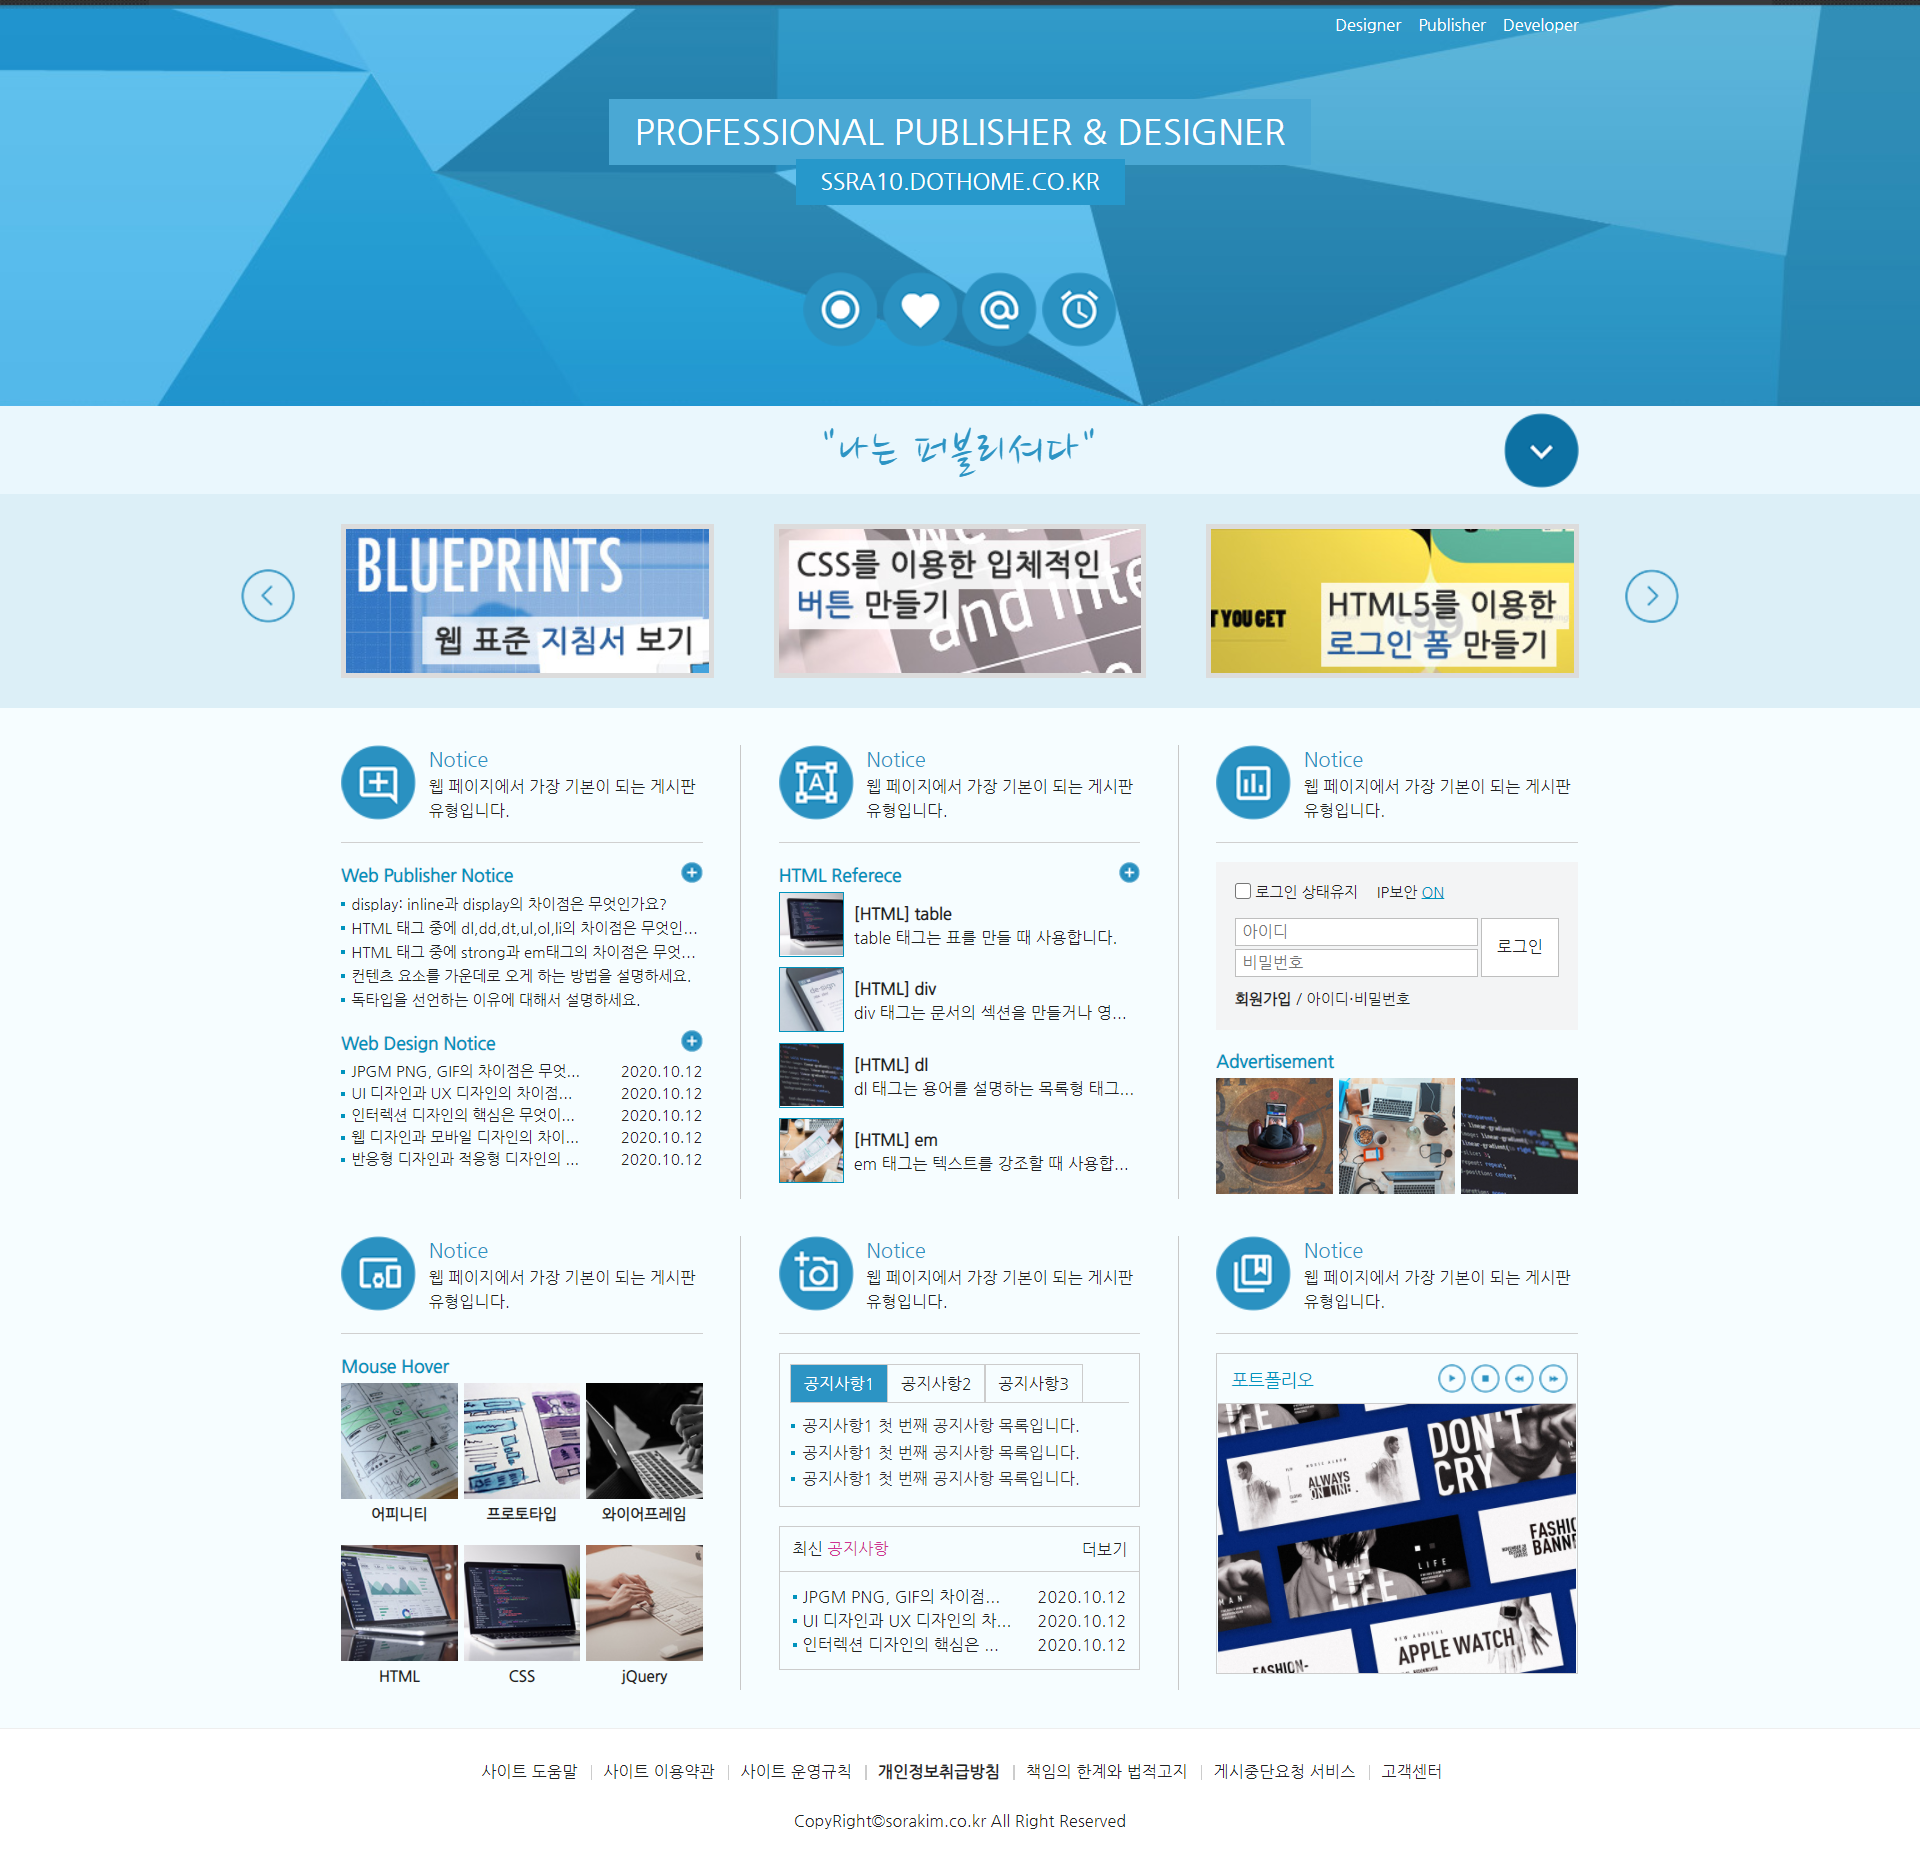 Designer Publisher Developer
PROFESSIONAL PUBLISHER & DESIGNER
SSRA10.DOTHOME.CO.KR
"나는 퍼블리셔다"
BLUEPRINTS
웹 표준 지침서 보기
CSS를 이용한 입체적인
버튼 만들기
and inte
T YOU GET
HTML5를 이용한
로그인 폼 만들기
Notice
웹 페이지에서 가장 기본이 되는 게시판
유형입니다.
Web Publisher Notice
display: inline과 display의 차이점은 무엇인가요?
HTML 태그 중에 dl,dd,dt,ul,ol,li의 차이점은 무엇인...
HTML 태그 중에 strong과 em태그의 차이점은 무엇...
컨텐츠 요소를 가운데로 오게 하는 방법을 설명하세요.
독타입을 선언하는 이유에 대해서 설명하세요.
Web Design Notice
JPGM PNG, GIF의 차이점은 무엇... 2020.10.12
UI 디자인과 UX 디자인의 차이점... 2020.10.12
인터렉션 디자인의 핵심은 무엇이... 2020.10.12
웹 디자인과 모바일 디자인의 차이... 2020.10.12
반응형 디자인과 적응형 디자인의 ... 2020.10.12
Notice
웹 페이지에서 가장 기본이 되는 게시판
유형입니다.
HTML Referece
[HTML] table
table 태그는 표를 만들 때 사용합니다.
[HTML] div
div 태그는 문서의 섹션을 만들거나 영...
[HTML] dl
dl 태그는 용어를 설명하는 목록형 태그...
[HTML] em
em 태그는 텍스트를 강조할 때 사용합...
Notice
웹 페이지에서 가장 기본이 되는 게시판
유형입니다.
로그인 상태유지 IP보안 ON
아이디
비밀번호
로그인
회원가입 / 아이디·비밀번호
Advertisement
Notice
웹 페이지에서 가장 기본이 되는 게시판
유형입니다.
Mouse Hover
어피니티 프로토타입 와이어프레임
HTML CSS jQuery
Notice
웹 페이지에서 가장 기본이 되는 게시판
유형입니다.
공지사항1 공지사항2 공지사항3
공지사항1 첫 번째 공지사항 목록입니다.
공지사항1 첫 번째 공지사항 목록입니다.
공지사항1 첫 번째 공지사항 목록입니다.
최신 공지사항 더보기
JPGM PNG, GIF의 차이점... 2020.10.12
UI 디자인과 UX 디자인의 차... 2020.10.12
인터렉션 디자인의 핵심은 ... 2020.10.12
Notice
웹 페이지에서 가장 기본이 되는 게시판
유형입니다.
포트폴리오
LIFE
DON'T
CRY
MUSIC ALBUM
ALWAYS
ON-LINE.
FASHIO
BANN
LIFE
LIFE
NEW ARRIVAL
APPLE WATCH
FASHION-
사이트 도움말 사이트 이용약관 사이트 운영규칙 개인정보취급방침 책임의 한계와 법적고지 게시중단요청 서비스 고객센터
CopyRight©sorakim.co.kr All Right Reserved